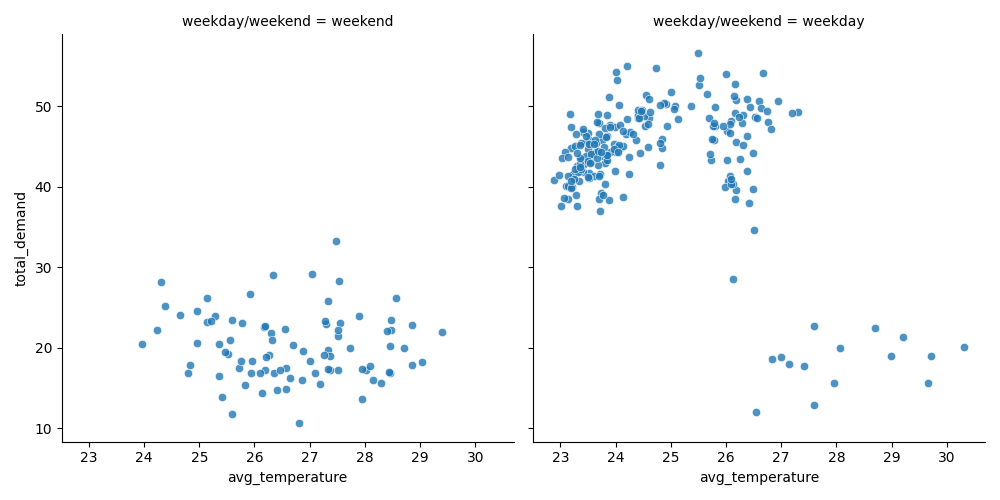 weekday/weekend = weekend
weekday/weekend = weekday
total_demand
50
40
30
20
10
23 24 25 26 27 28 29 30
23 24 25 26 27 28 29 30
avg_temperature
avg_temperature